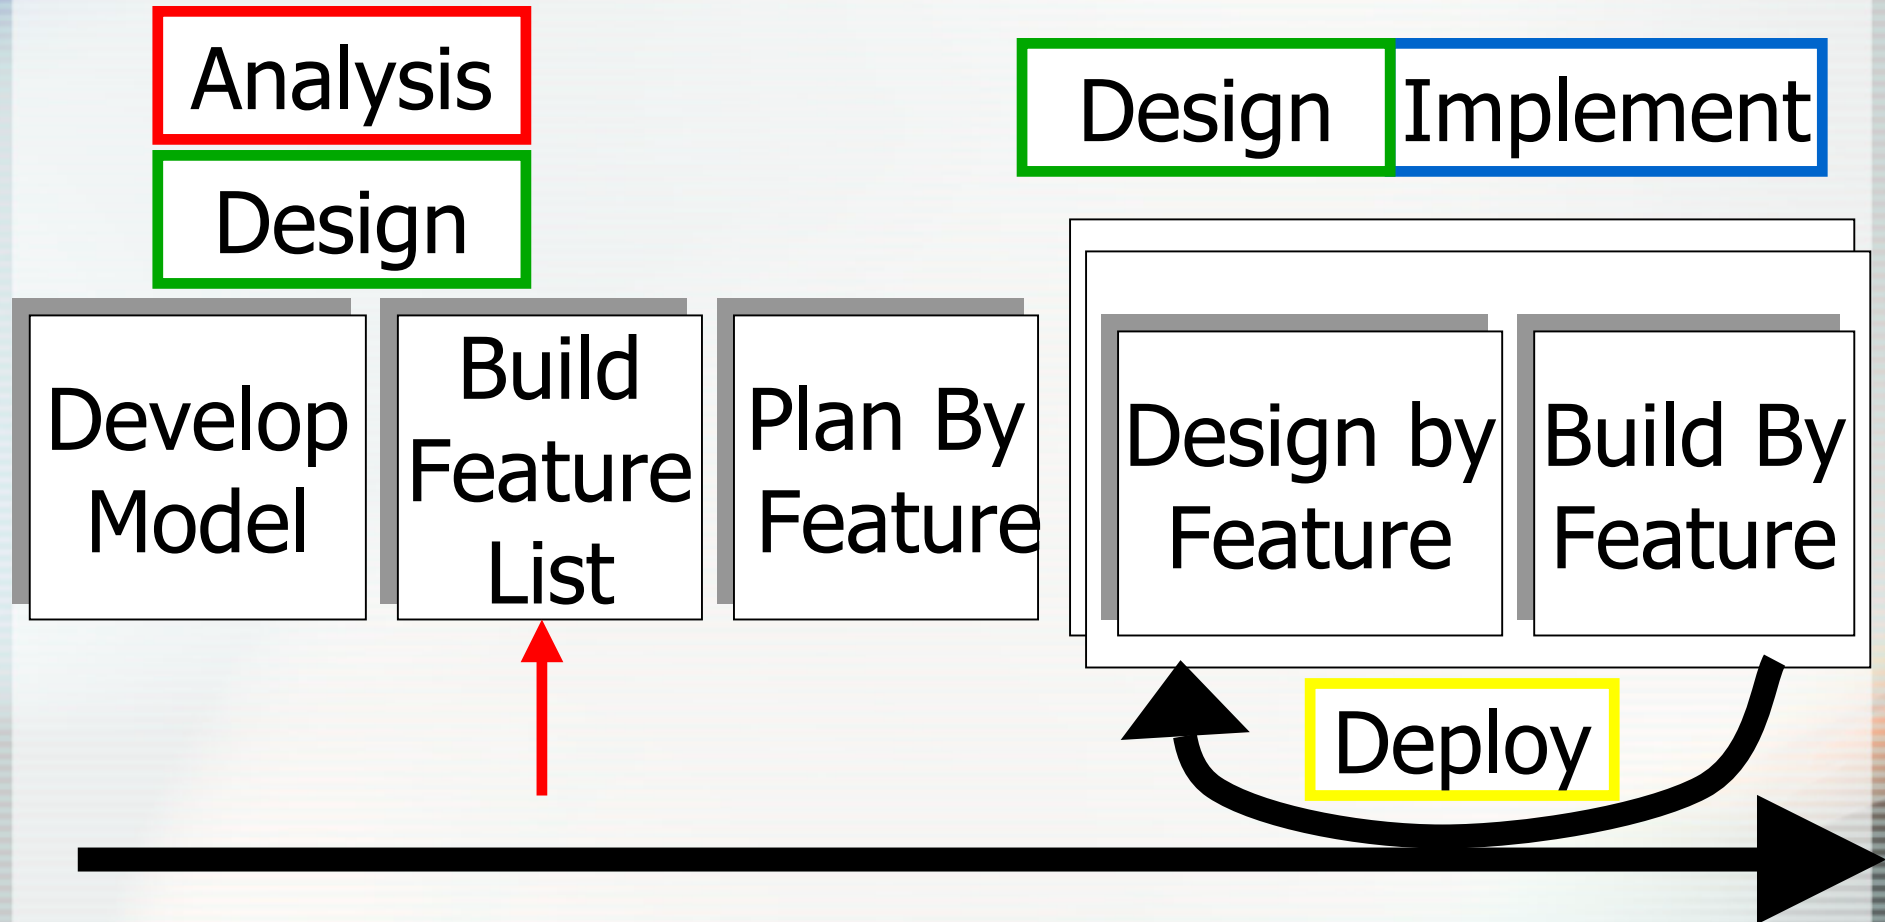 Analysis
Design
Design
Implement
Develop
Model
Build
Feature
List
Plan By
Feature
Design by
Feature
Build By
Feature
Deploy